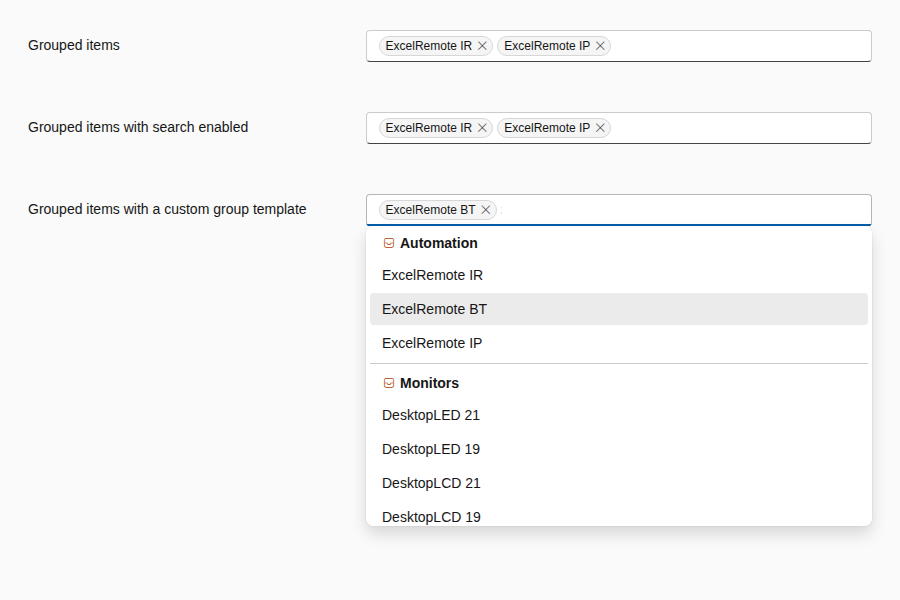 Grouped items
ExcelRemote IR ExcelRemote IP
Grouped items with search enabled
ExcelRemote IR ExcelRemote IP
Grouped items with a custom group template
ExcelRemote BT
Automation
ExcelRemote IR
ExcelRemote BT
ExcelRemote IP
Monitors
DesktopLED 21
DesktopLED 19
DesktopLCD 21
DesktopLCD 19